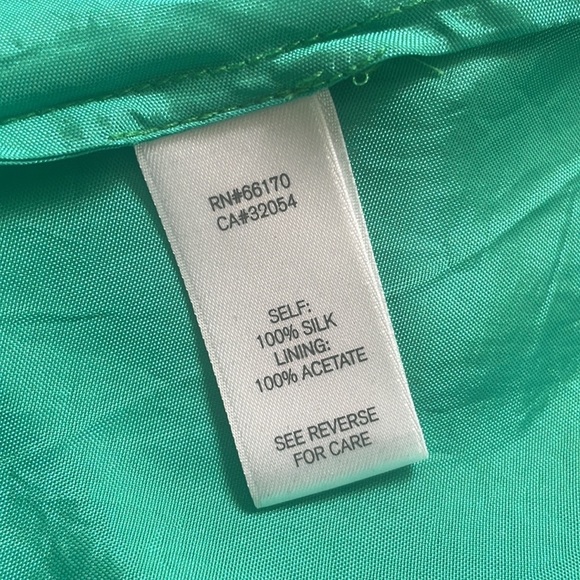 RN#66170
CA#32054
SELF:
100% SILK
LINING:
100% ACETATE
SEE REVERSE
FOR CARE